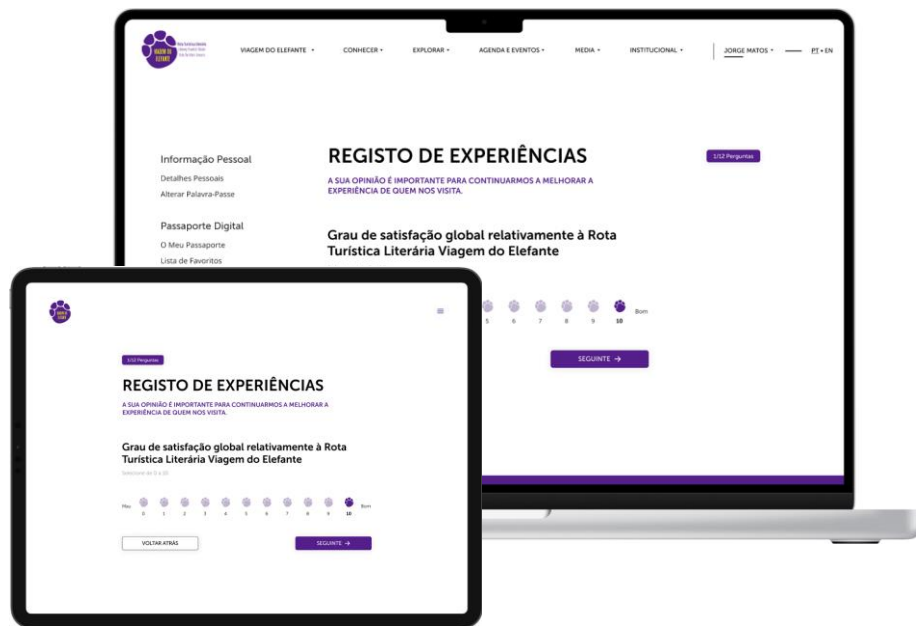 VIAGEM DO
ELEFANTE
VIAGEM DO ELEFANTE
CONHECER
EXPLORAR
AGENDA E EVENTOS
MEDIA
INSTITUCIONAL
JORGE MATOS
PT • EN
Informação Pessoal
Detalhes Pessoais
Alterar Palavra-Passe
Passaporte Digital
O Meu Passaporte
Lista de Favoritos
REGISTO DE EXPERIÊNCIAS
1/12 Perguntas
A SUA OPINIÃO É IMPORTANTE PARA CONTINUARMOS A MELHORAR A
EXPERIÊNCIA DE QUEM NOS VISITA.
Grau de satisfação global relativamente à Rota
Turística Literária Viagem do Elefante
5 6 7 8 9 10 Bom
SEGUINTE →
1/12 Perguntas
REGISTO DE EXPERIÊNCIAS
A SUA OPINIÃO É IMPORTANTE PARA CONTINUARMOS A MELHORAR A
EXPERIÊNCIA DE QUEM NOS VISITA.
Grau de satisfação global relativamente à Rota
Turística Literária Viagem do Elefante
Selecione de 0 a 10
Mau 0 1 2 3 4 5 6 7 8 9 10 Bom
VOLTAR ATRÁS
SEGUINTE →